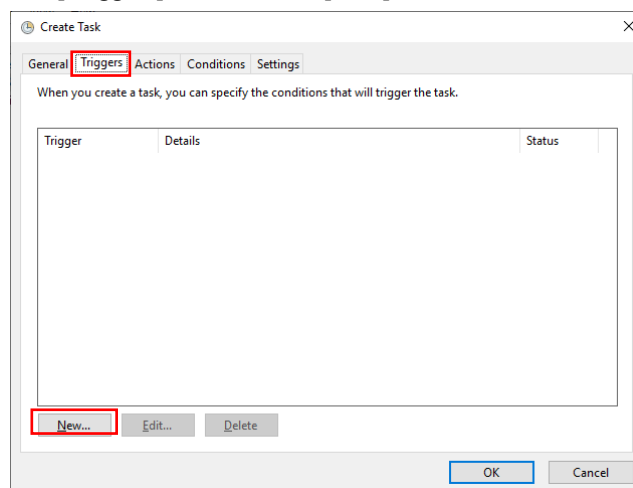 Create Task
General Triggers Actions Conditions Settings
When you create a task, you can specify the conditions that will trigger the task.
Trigger Details Status
New... Edit... Delete
OK Cancel